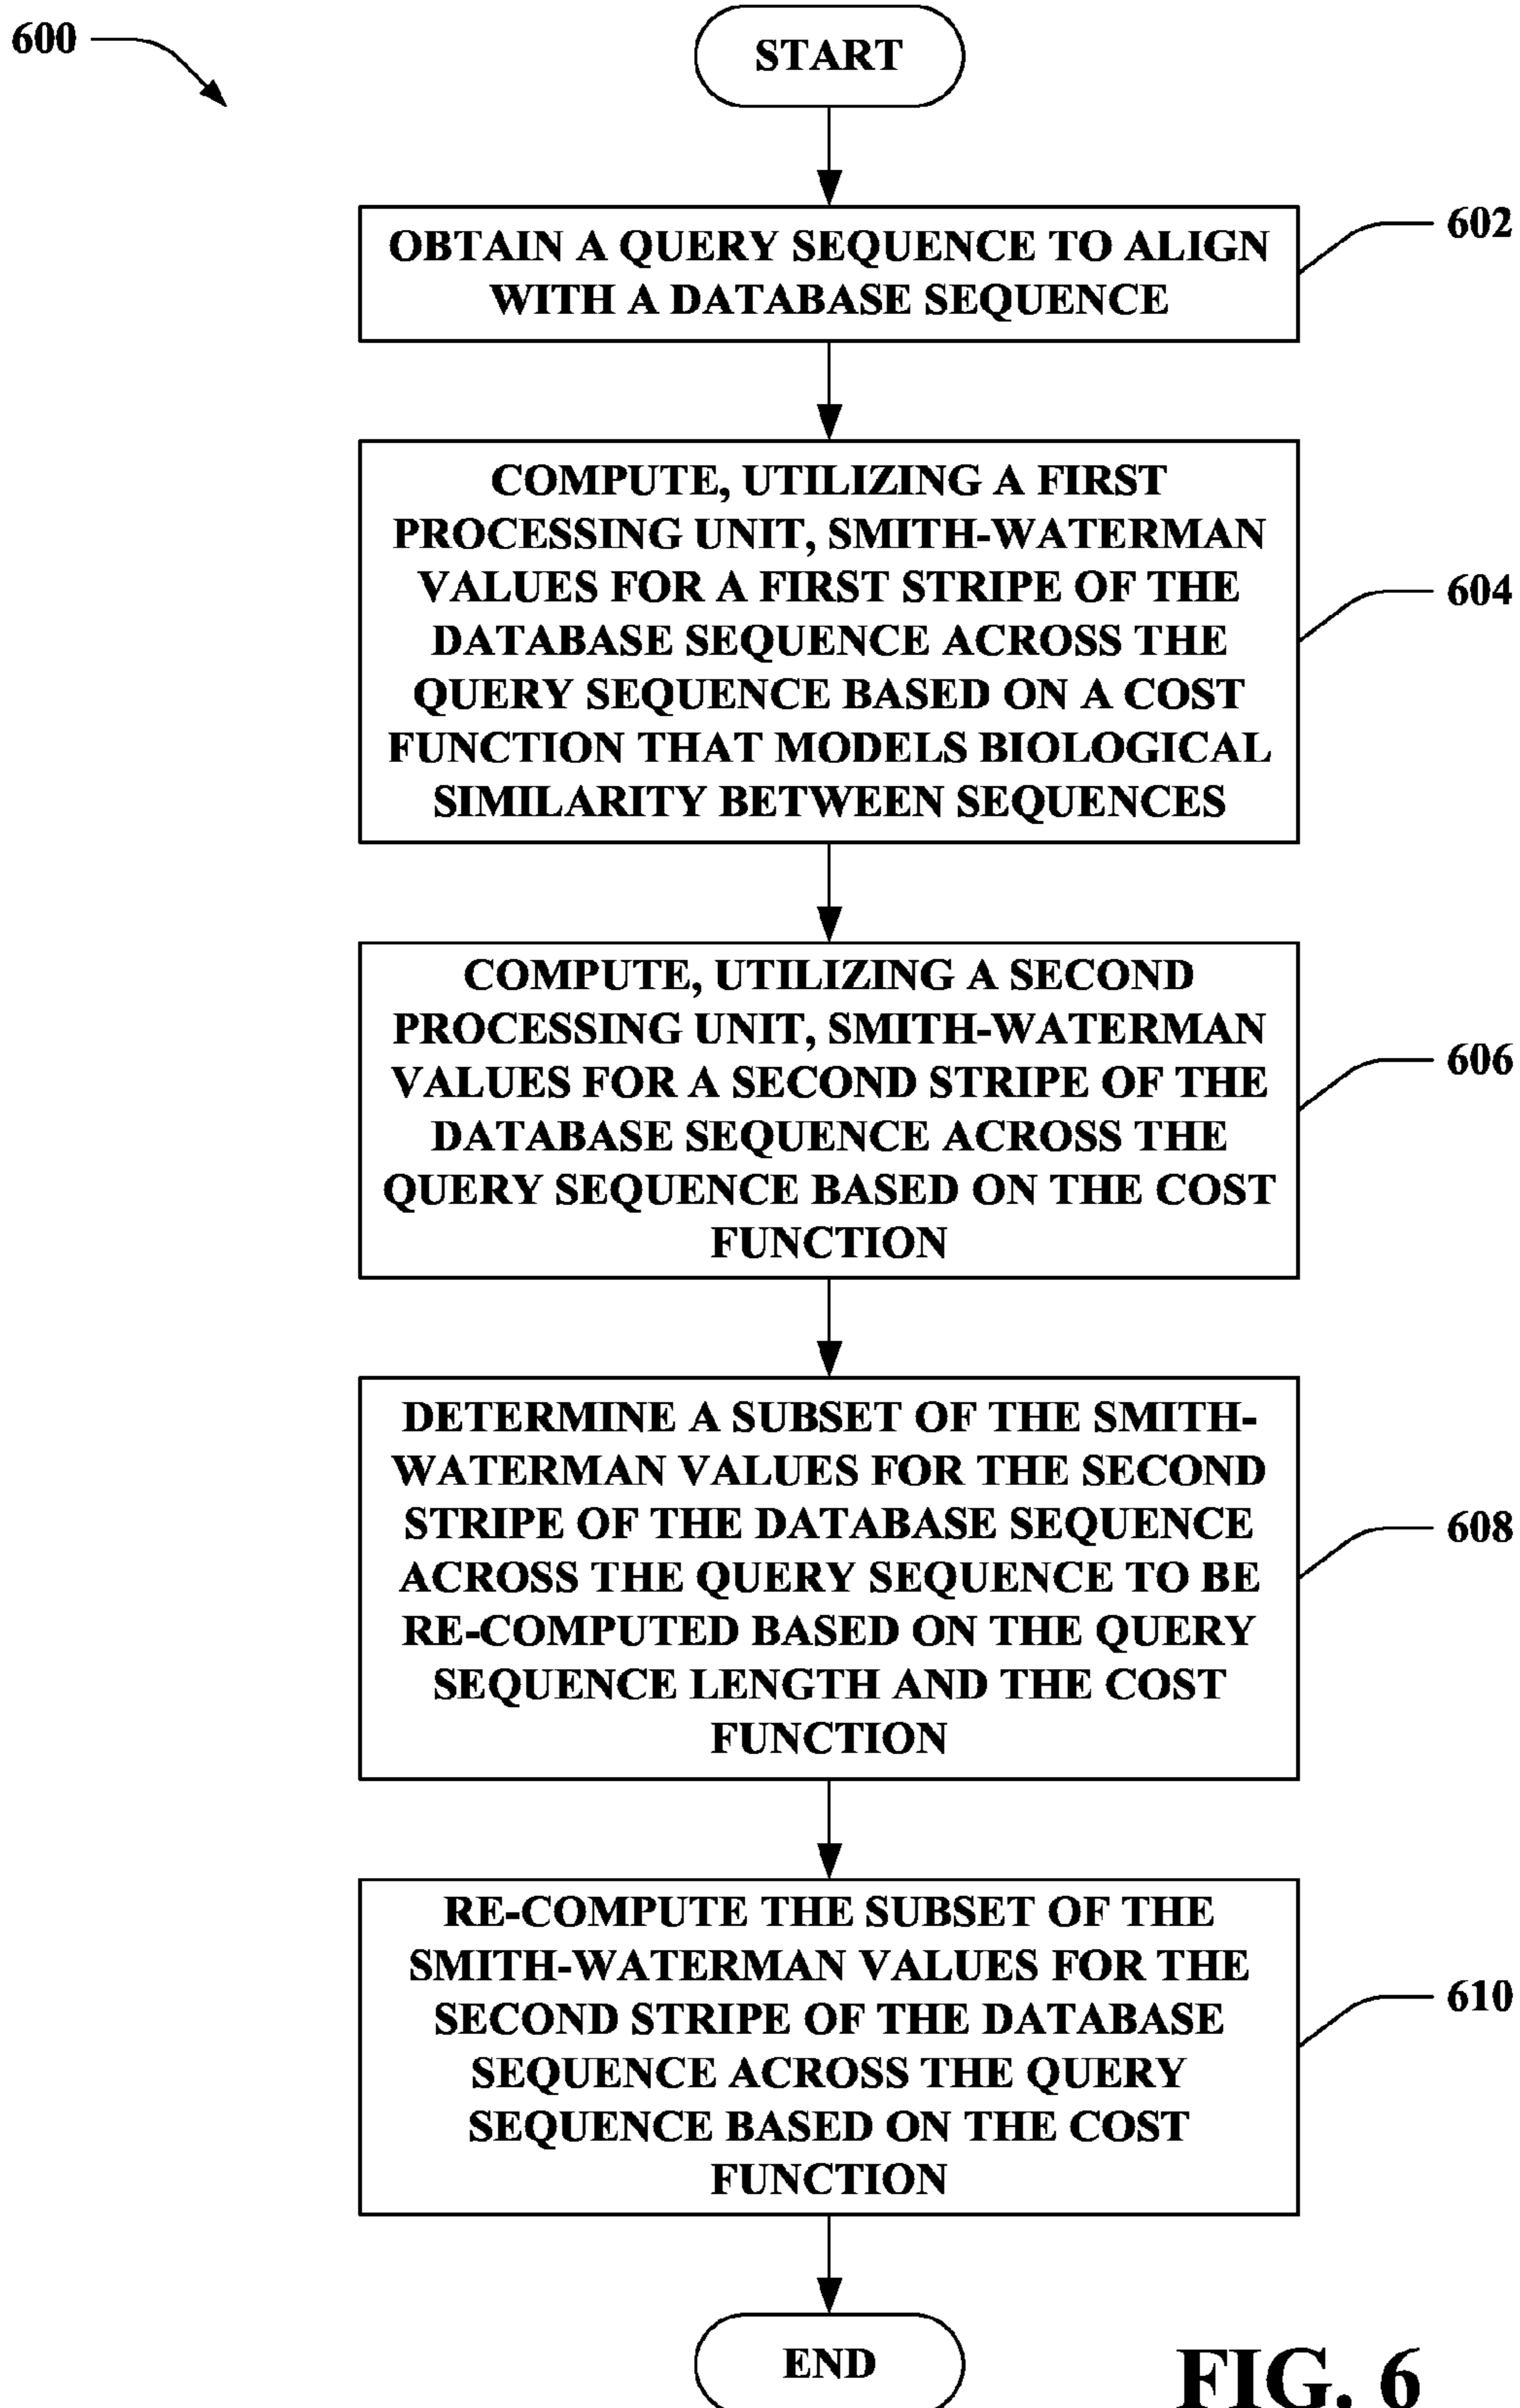 600
START
OBTAIN A QUERY SEQUENCE TO ALIGN
WITH A DATABASE SEQUENCE
602
COMPUTE, UTILIZING A FIRST
PROCESSING UNIT, SMITH-WATERMAN
VALUES FOR A FIRST STRIPE OF THE
DATABASE SEQUENCE ACROSS THE
QUERY SEQUENCE BASED ON A COST
FUNCTION THAT MODELS BIOLOGICAL
SIMILARITY BETWEEN SEQUENCES
604
COMPUTE, UTILIZING A SECOND
PROCESSING UNIT, SMITH-WATERMAN
VALUES FOR A SECOND STRIPE OF THE
DATABASE SEQUENCE ACROSS THE
QUERY SEQUENCE BASED ON THE COST
FUNCTION
606
DETERMINE A SUBSET OF THE SMITH-
WATERMAN VALUES FOR THE SECOND
STRIPE OF THE DATABASE SEQUENCE
ACROSS THE QUERY SEQUENCE TO BE
RE-COMPUTED BASED ON THE QUERY
SEQUENCE LENGTH AND THE COST
FUNCTION
608
RE-COMPUTE THE SUBSET OF THE
SMITH-WATERMAN VALUES FOR THE
SECOND STRIPE OF THE DATABASE
SEQUENCE ACROSS THE QUERY
SEQUENCE BASED ON THE COST
FUNCTION
610
END
FIG. 6